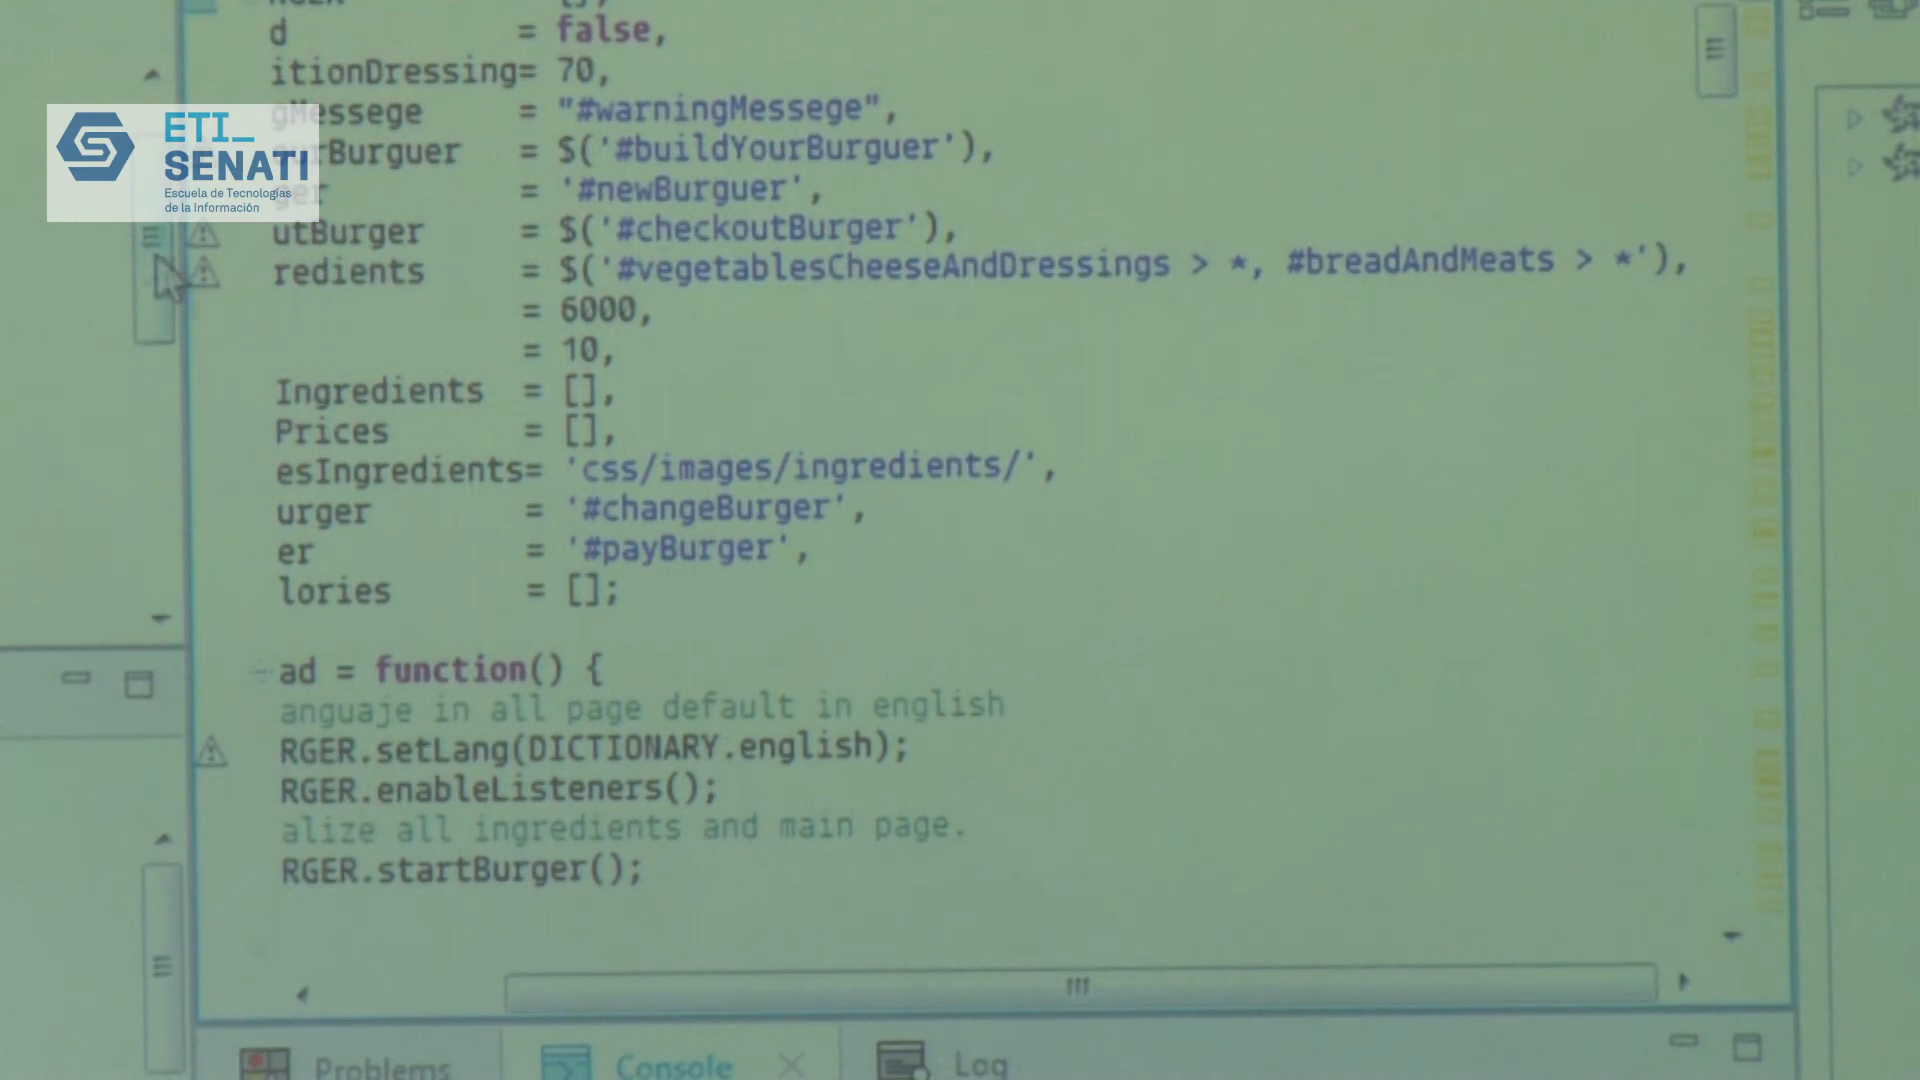 d = false,
itionDressing= 70,
gMessege = "#warningMessege",
urBurguer = $('#buildYourBurguer'),
ger = '#newBurguer',
utBurger = $('#checkoutBurger'),
redients = $('#vegetablesCheeseAndDressings > *, #breadAndMeats > *'),
= 6000,
= 10,
Ingredients = [],
Prices = [],
esIngredients= 'css/images/ingredients/',
urger = '#changeBurger',
er = '#payBurger',
lories = [];
ad = function() {
anguaje in all page default in english
RGER.setLang(DICTIONARY.english);
RGER.enableListeners();
alize all ingredients and main page.
RGER.startBurger();
Problems Console Log
ETI_
SENATI
Escuela de Tecnologías
de la Información